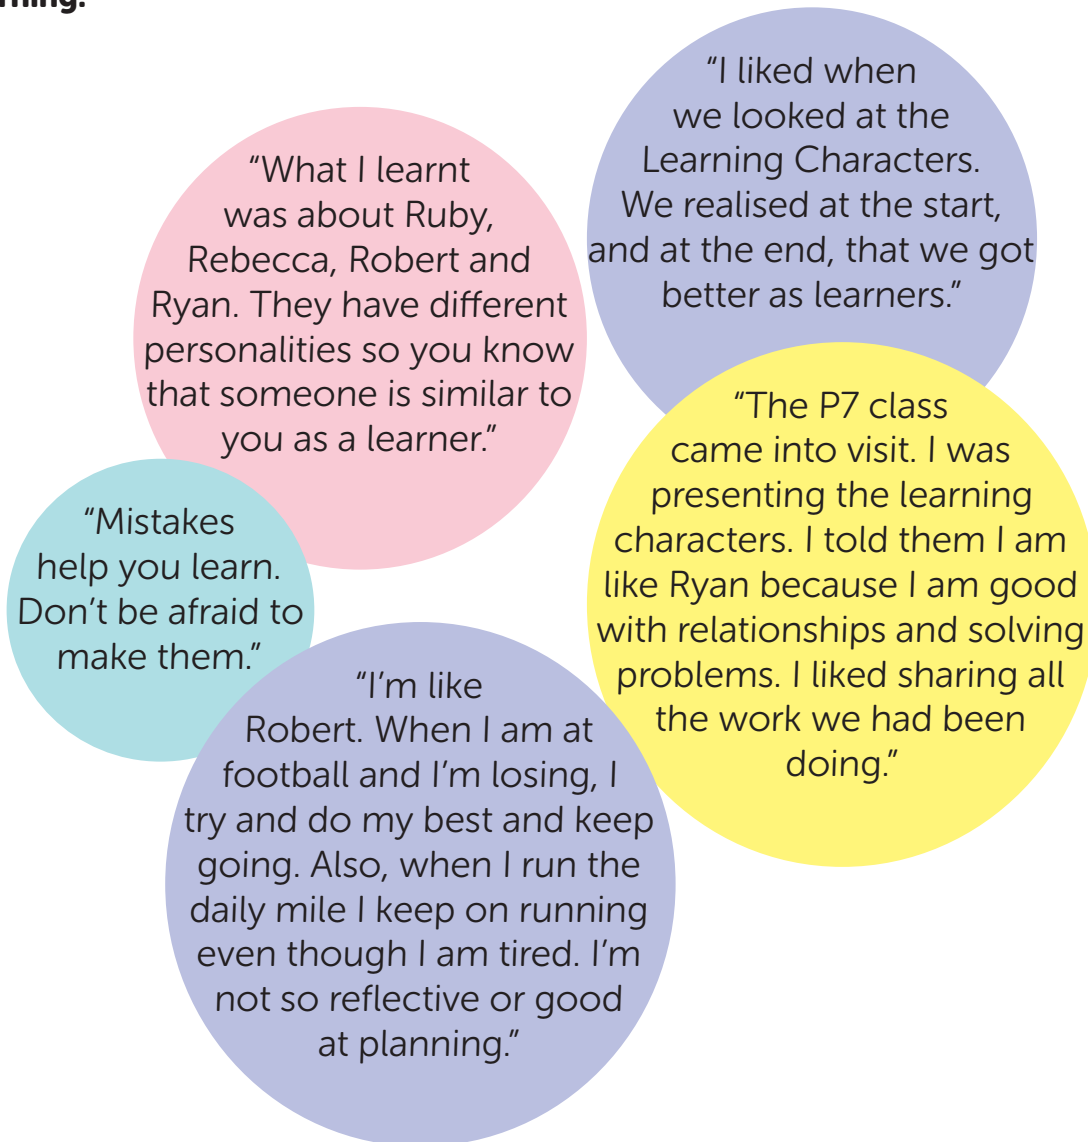 “What I learnt
was about Ruby,
Rebecca, Robert and
Ryan. They have different
personalities so you know
that someone is similar to
you as a learner.”
“I liked when
we looked at the
Learning Characters.
We realised at the start,
and at the end, that we got
better as learners.”
“Mistakes
help you learn.
Don’t be afraid to
make them.”
“The P7 class
came into visit. I was
presenting the learning
characters. I told them I am
like Ryan because I am good
with relationships and solving
problems. I liked sharing all
the work we had been
doing.”
“I’m like
Robert. When I am at
football and I’m losing, I
try and do my best and keep
going. Also, when I run the
daily mile I keep on running
even though I am tired. I’m
not so reflective or good
at planning.”